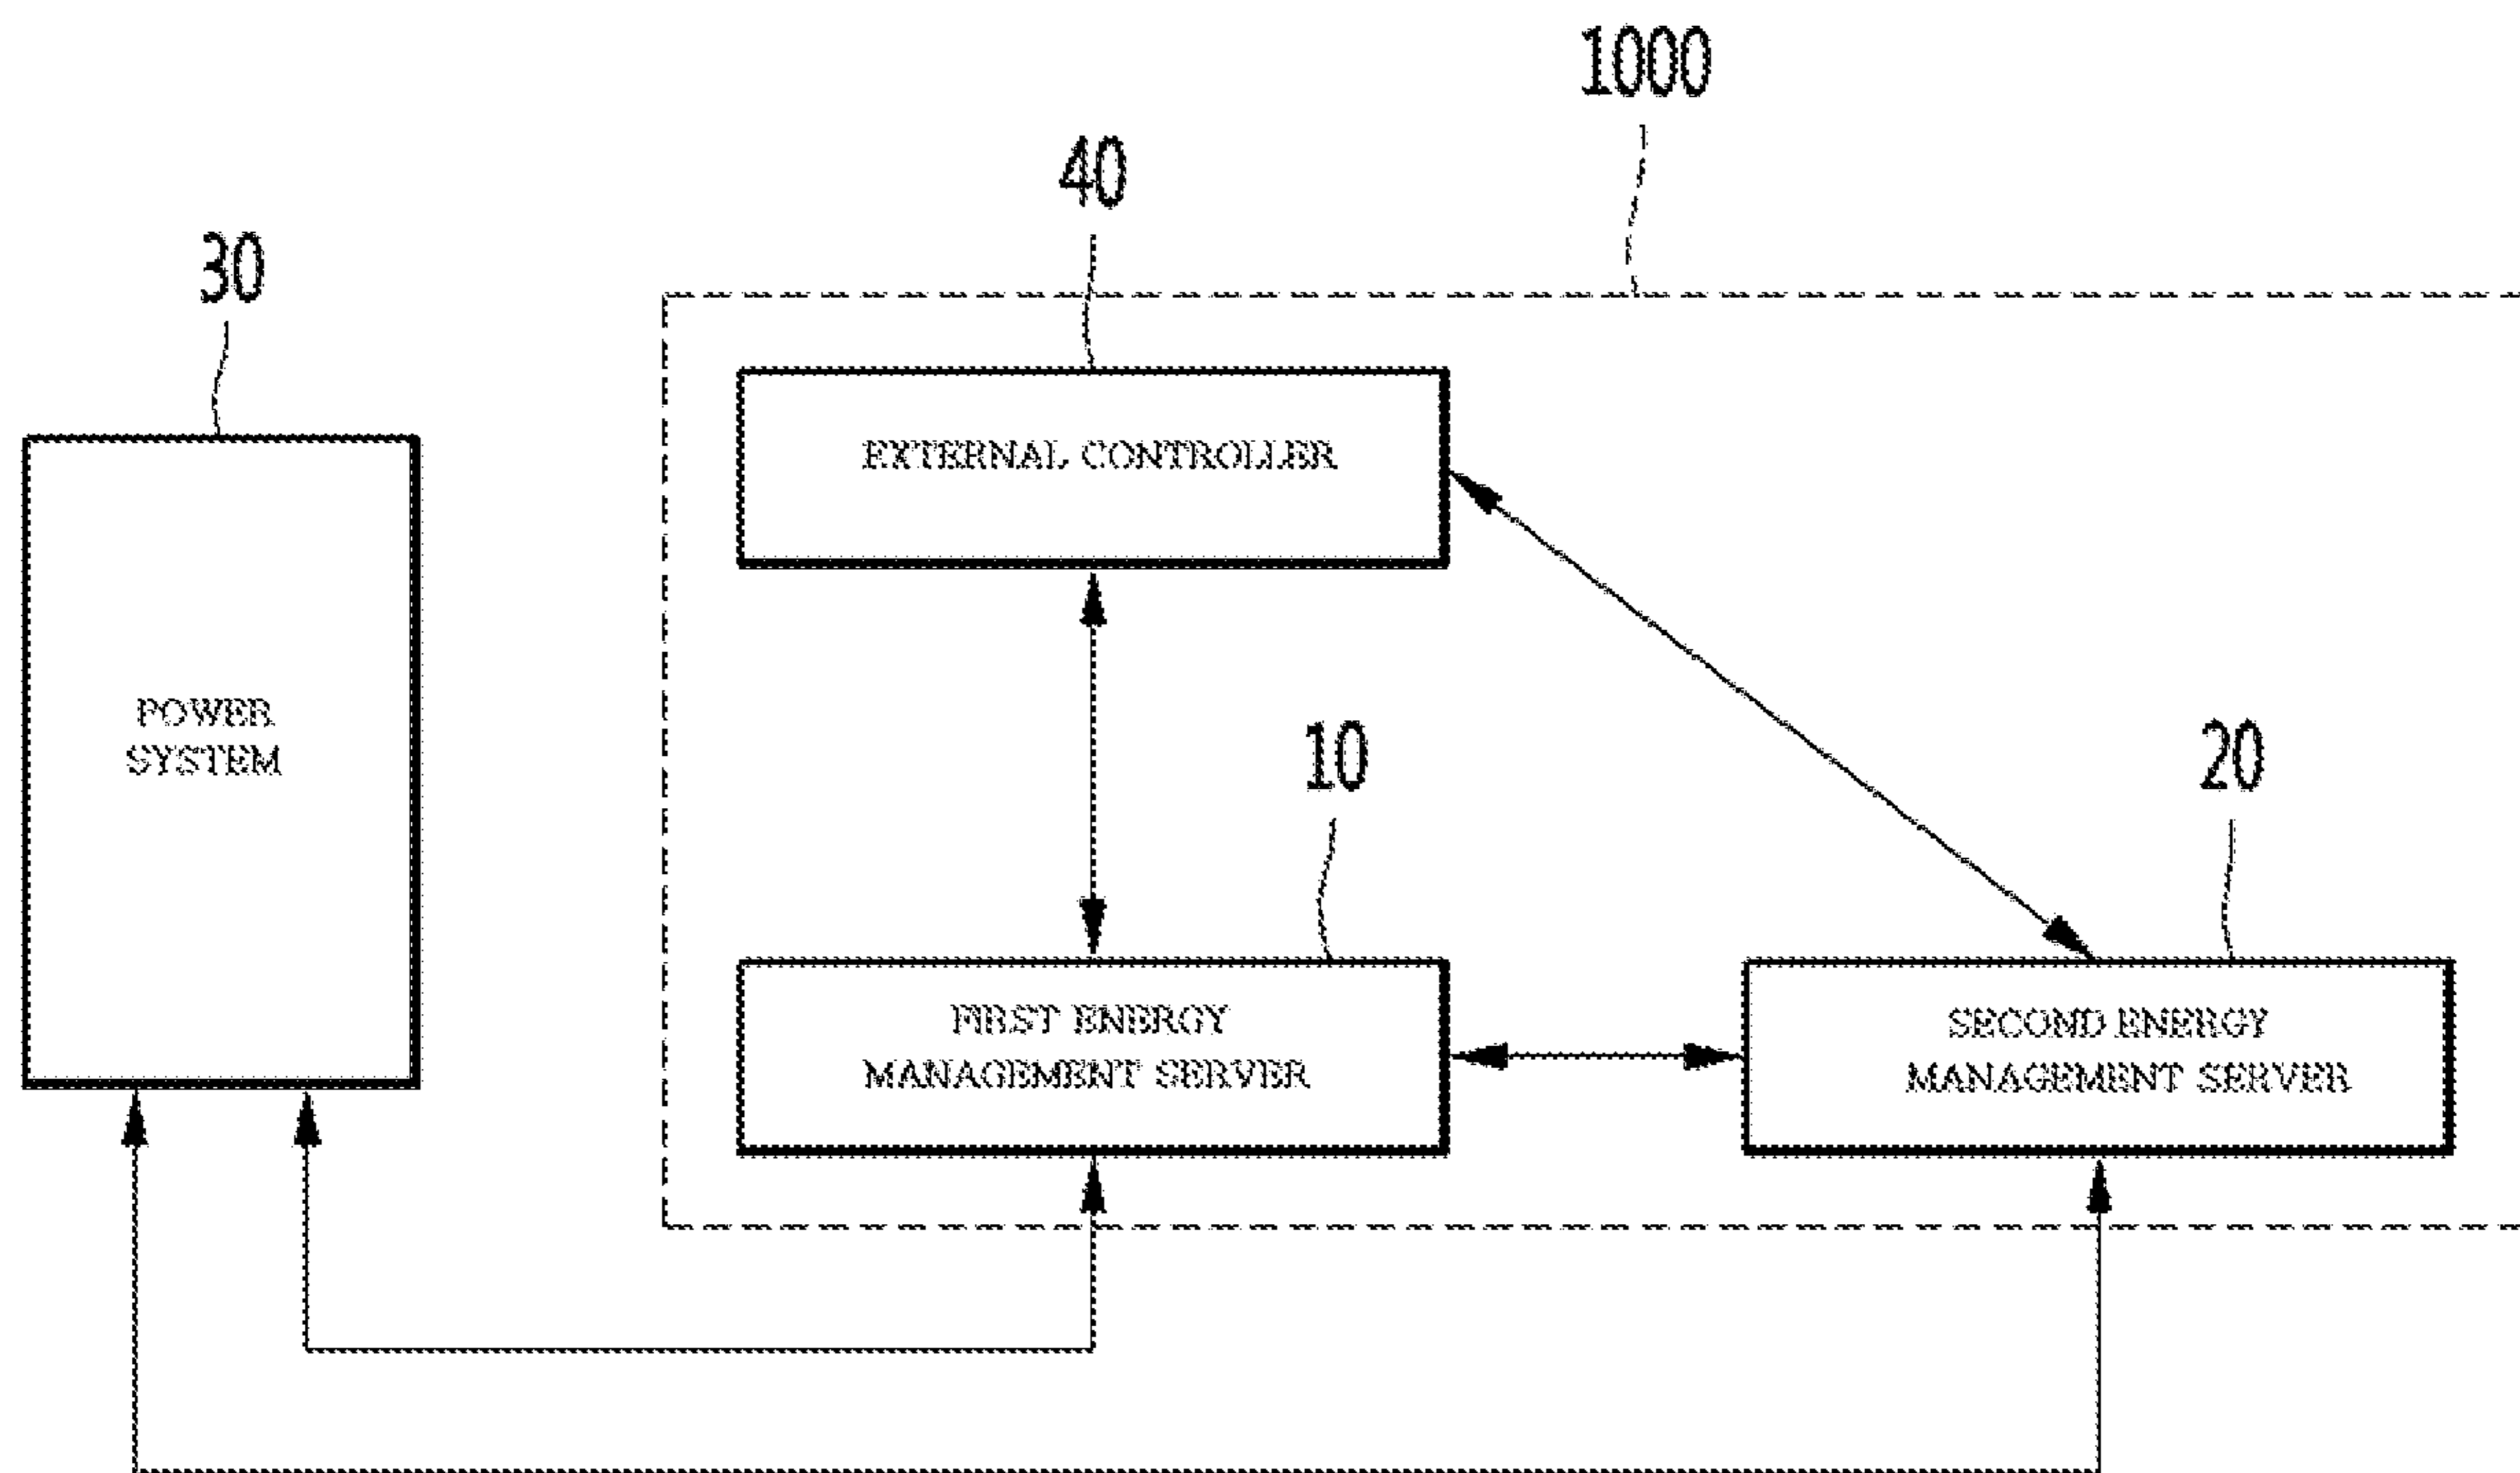 1000
40
30
EXTERNAL CONTROLLER
POWER
SYSTEM
10
20
FIRST ENERGY
MANAGEMENT SERVER
SECOND ENERGY
MANAGEMENT SERVER